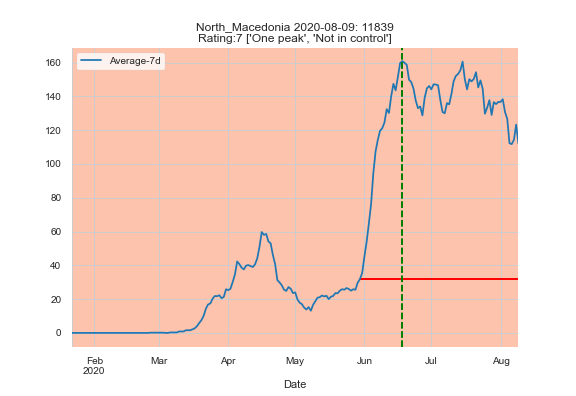 North_Macedonia 2020-08-09: 11839
Rating:7 ['One peak', 'Not in control']
Average-7d
160
140
120
100
80
60
40
20
0
Feb Mar Apr May Jun Jul Aug
2020
Date